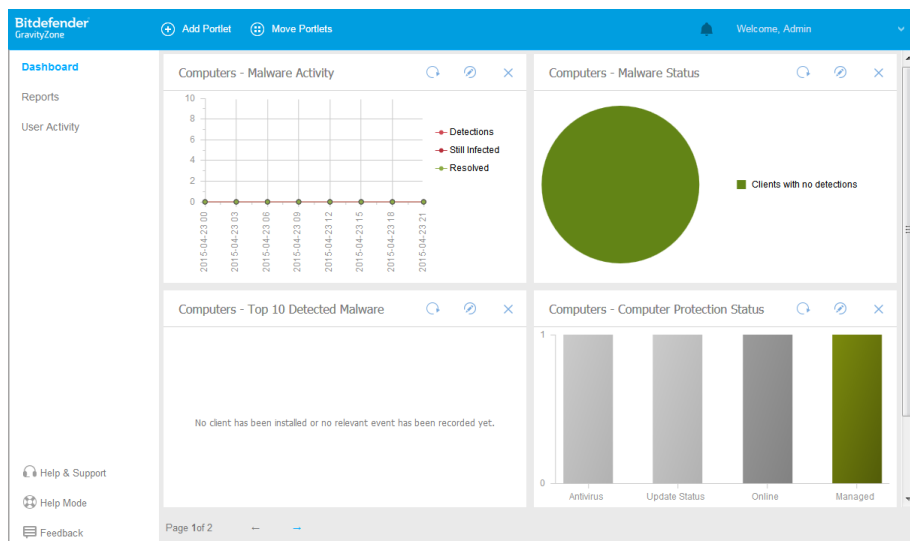 Bitdefender
GravityZone
Add Portlet
Move Portlets
Welcome, Admin
Dashboard
Reports
User Activity
Computers - Malware Activity
10
8
6
4
2
0
2015-04-23 00
2015-04-23 03
2015-04-23 06
2015-04-23 09
2015-04-23 12
2015-04-23 15
2015-04-23 18
2015-04-23 21
Detections
Still Infected
Resolved
Computers - Malware Status
Clients with no detections
Computers - Top 10 Detected Malware
No client has been installed or no relevant event has been recorded yet.
Computers - Computer Protection Status
1
0
Antivirus
Update Status
Online
Managed
Help & Support
Help Mode
Feedback
Page 1of 2